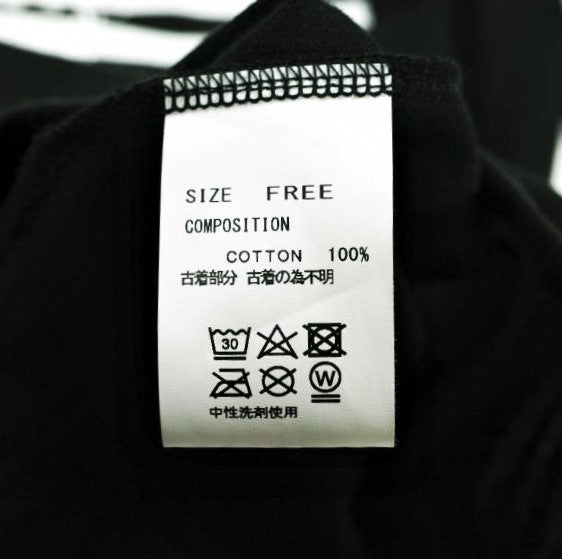 SIZE FREE
COMPOSITION
COTTON 100%
古着部分 古着の為不明
30
W
中性洗剤使用